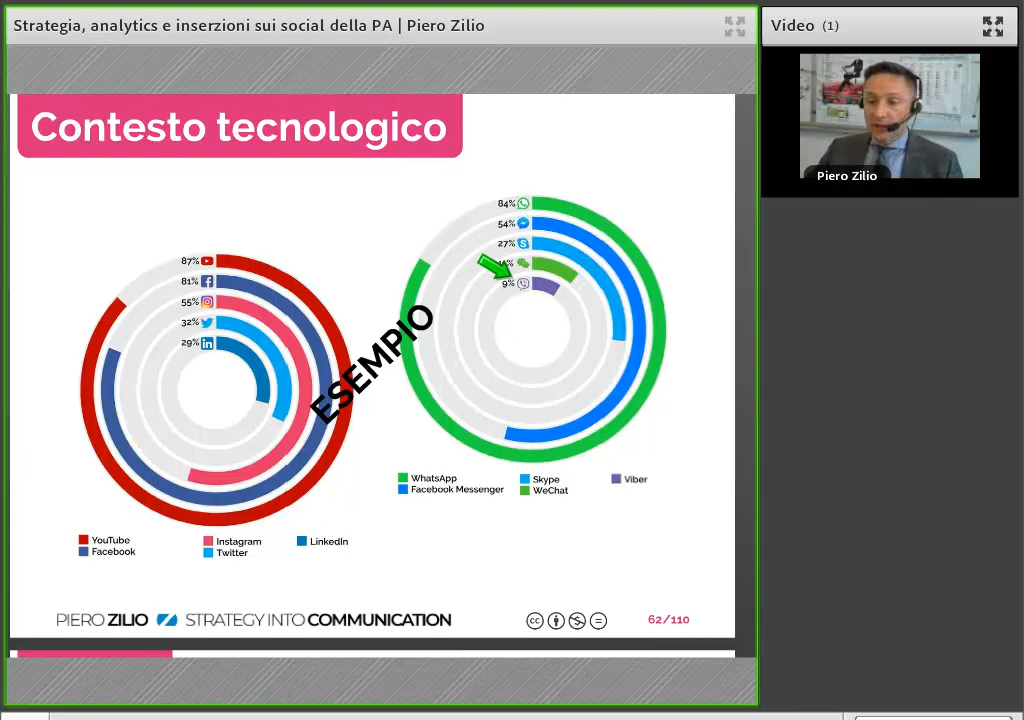 Strategia, analytics e inserzioni sui social della PA | Piero Zilio
Video (1)
Piero Zilio
Contesto tecnologico
84%
54%
27%
9%
87%
81%
55%
32%
29%
ESEMPIO
WhatsApp
Facebook Messenger
Skype
WeChat
Viber
YouTube
Facebook
Instagram
Twitter
LinkedIn
PIERO ZILIO STRATEGY INTO COMMUNICATION
62/110